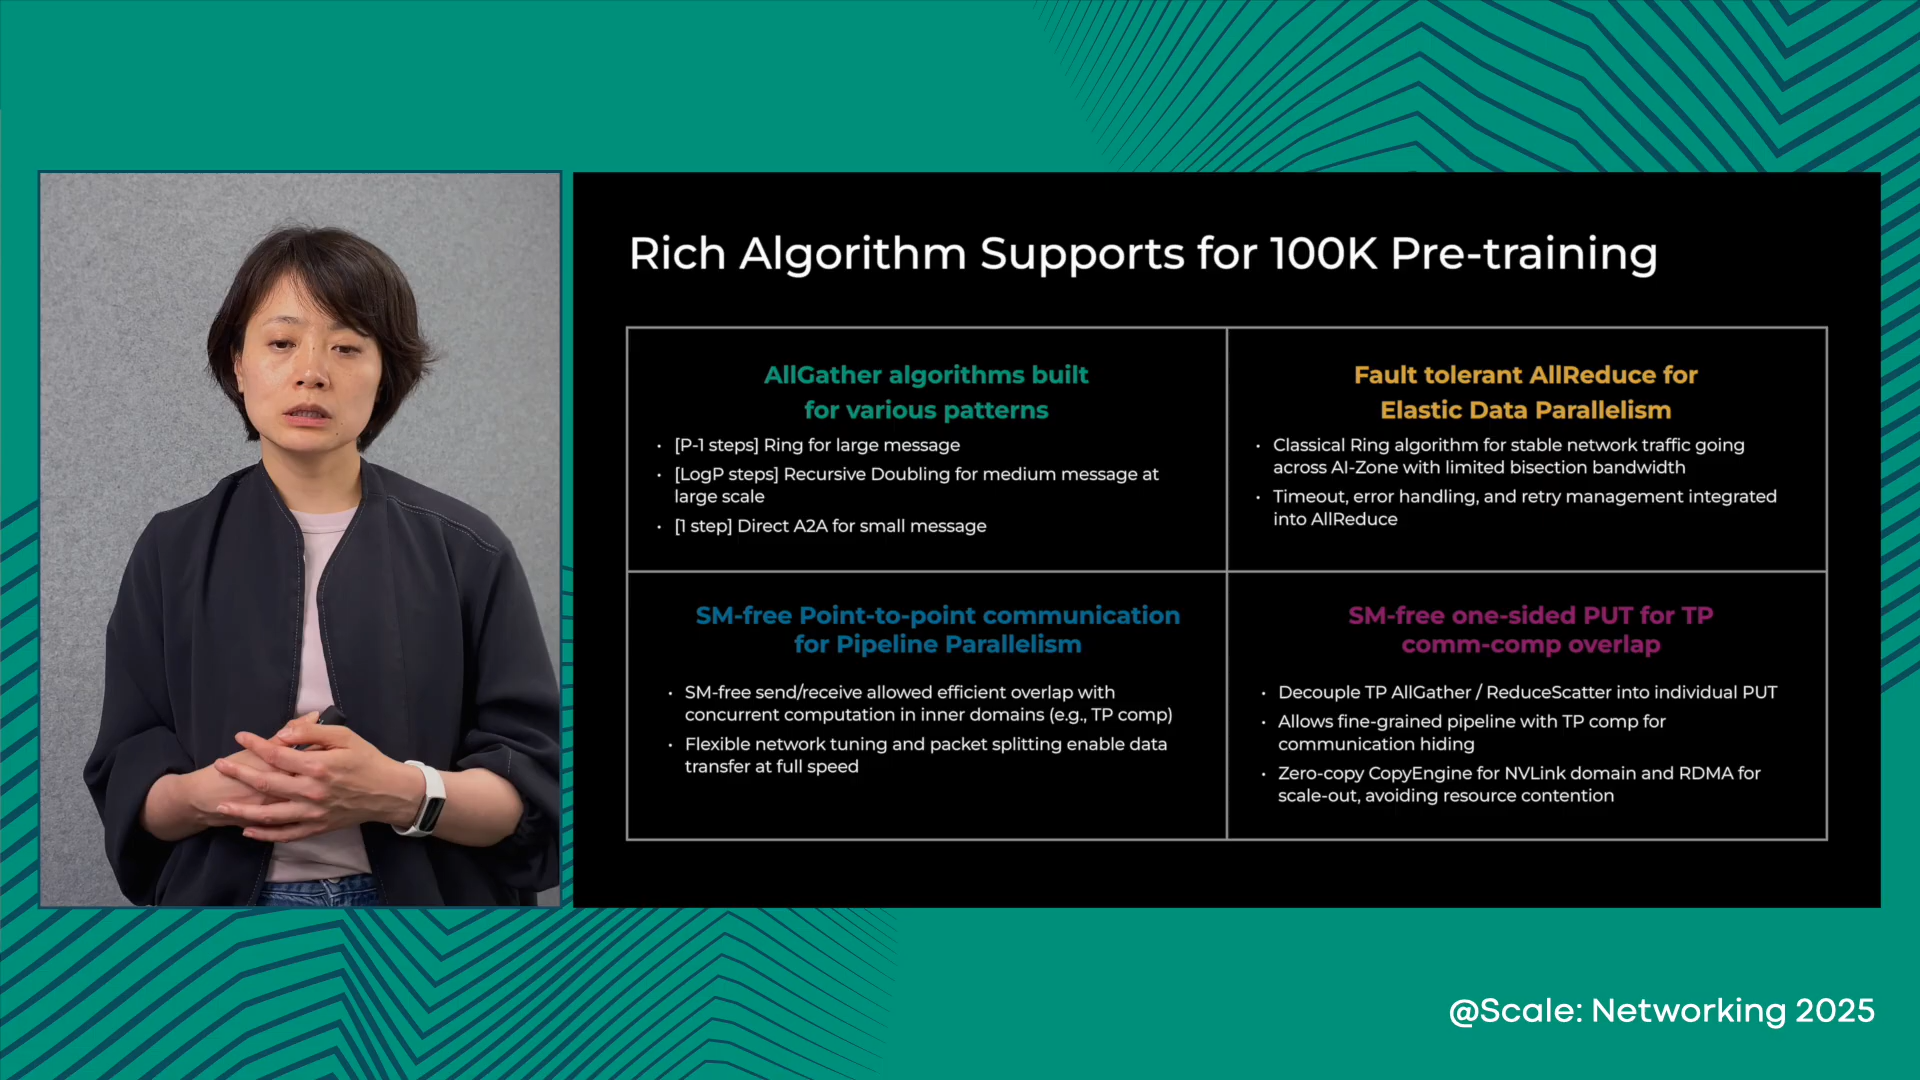 Rich Algorithm Supports for 100K Pre-training
AllGather algorithms built
for various patterns
• [P-1 steps] Ring for large message
• [LogP steps] Recursive Doubling for medium message at
large scale
• [1 step] Direct A2A for small message
Fault tolerant AllReduce for
Elastic Data Parallelism
• Classical Ring algorithm for stable network traffic going
across AI-Zone with limited bisection bandwidth
• Timeout, error handling, and retry management integrated
into AllReduce
SM-free Point-to-point communication
for Pipeline Parallelism
• SM-free send/receive allowed efficient overlap with
concurrent computation in inner domains (e.g., TP comp)
• Flexible network tuning and packet splitting enable data
transfer at full speed
SM-free one-sided PUT for TP
comm-comp overlap
• Decouple TP AllGather / ReduceScatter into individual PUT
• Allows fine-grained pipeline with TP comp for
communication hiding
• Zero-copy CopyEngine for NVLink domain and RDMA for
scale-out, avoiding resource contention
@Scale: Networking 2025